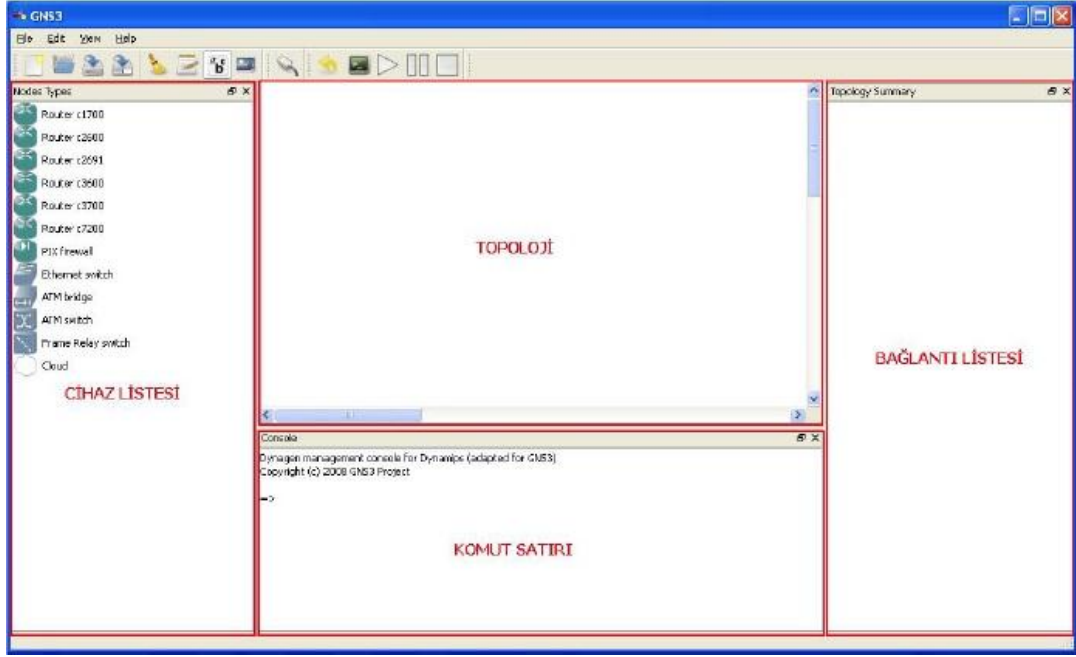 GNS3
File Edit View Help
Nodes Types
Router c1700
Router c2600
Router c2691
Router c3600
Router c3700
Router c7200
PIX firewall
Ethernet switch
ATM bridge
ATM switch
Frame Relay switch
Cloud
CİHAZ LİSTESİ
TOPOLOJİ
Console
Dynagen management console for Dynamips (adapted for GNS3)
Copyright (c) 2008 GNS3 Project
=>
KOMUT SATIRI
Topology Summary
BAĞLANTI LİSTESİ